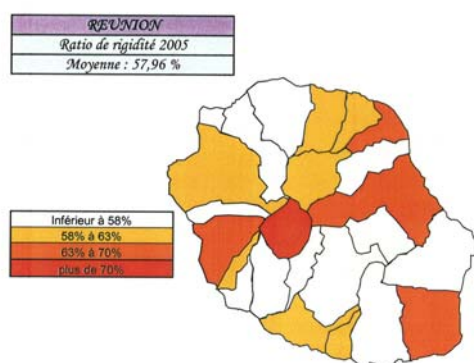 REUNION
Ratio de rigidité 2005
Moyenne : 57,96 %
Inférieur à 58%
58% à 63%
63% à 70%
plus de 70%